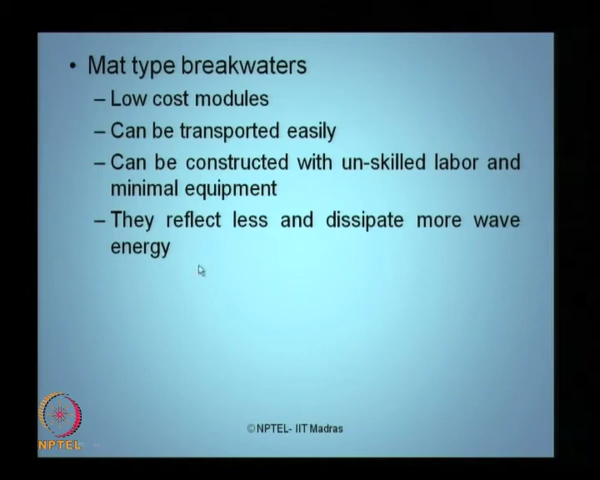 • Mat type breakwaters
– Low cost modules
– Can be transported easily
– Can be constructed with un-skilled labor and
minimal equipment
– They reflect less and dissipate more wave
energy
©NPTEL- IIT Madras
NPTEL